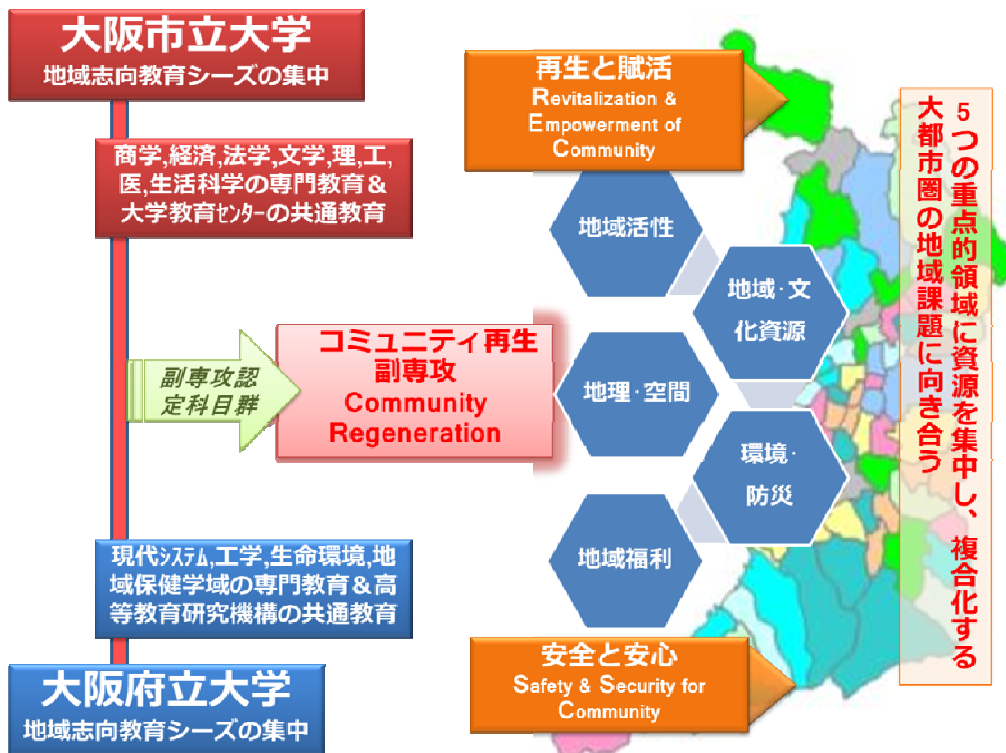 大阪市立大学
地域志向教育シーズの集中
商学,経済,法学,文学,理,工,
医,生活科学の専門教育＆
大学教育ｾﾝﾀｰの共通教育
副専攻認
定科目群
コミュニティ再生
副専攻
Community
Regeneration
現代ｼｽﾃﾑ,工学,生命環境,地
域保健学域の専門教育＆高
等教育研究機構の共通教育
大阪府立大学
地域志向教育シーズの集中
再生と賦活
Revitalization &
Empowerment of
Community
地域活性
地域・文
化資源
地理・空間
環境・
防災
地域福利
安全と安心
Safety & Security for
Community
5つの重点的領域に資源を集中し、複合化する
大都市圏の地域課題に向き合う